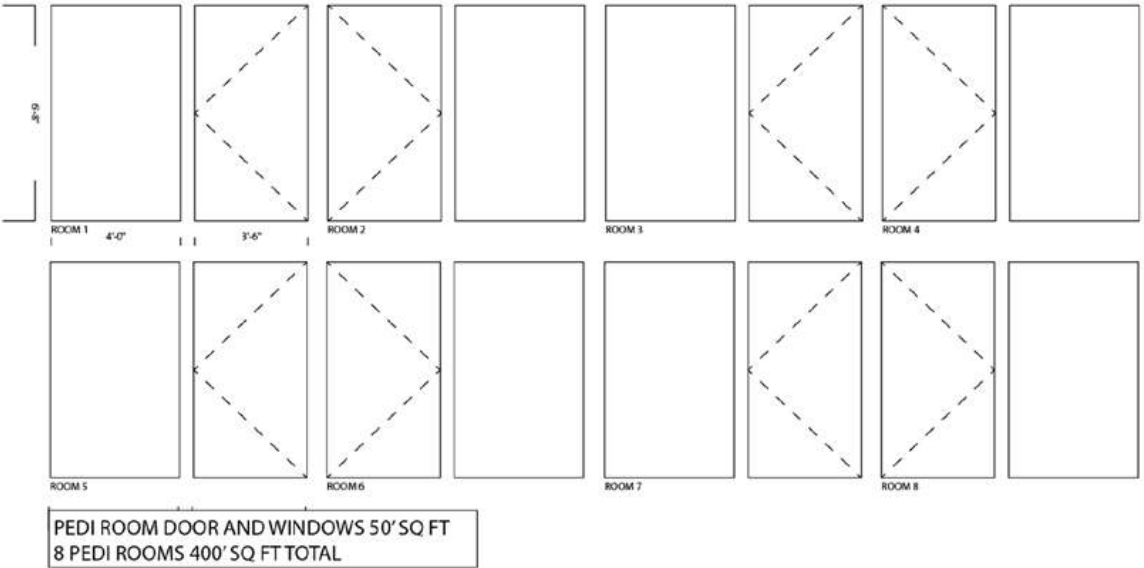 6'-8"
ROOM 1
ROOM 2
ROOM 3
ROOM 4
4'-0"
3'-6"
ROOM 5
ROOM 6
ROOM 7
ROOM 8
PEDI ROOM DOOR AND WINDOWS 50' SQ FT
8 PEDI ROOMS 400' SQ FT TOTAL